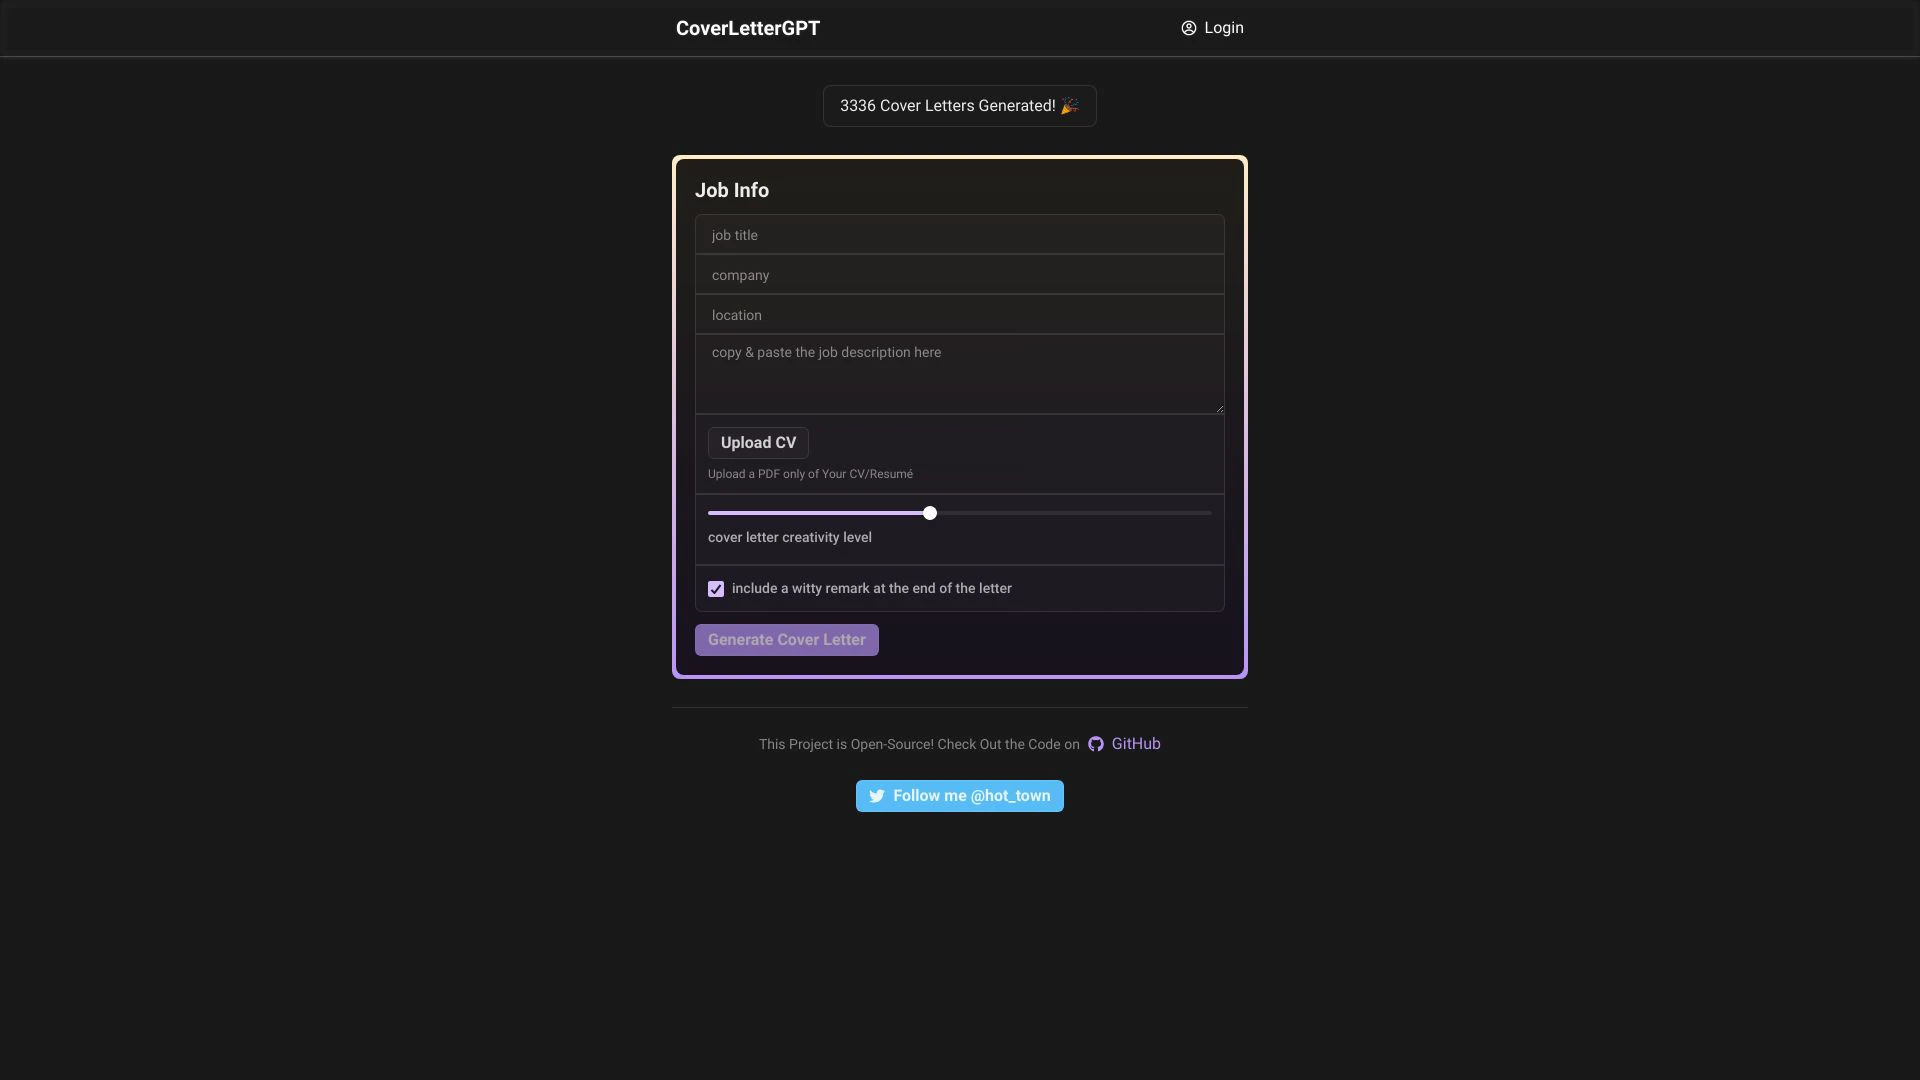 CoverLetterGPT
Login
3336 Cover Letters Generated! 🎉
Job Info
job title
company
location
copy & paste the job description here
Upload CV
Upload a PDF only of Your CV/Resumé
cover letter creativity level
include a witty remark at the end of the letter
Generate Cover Letter
This Project is Open-Source! Check Out the Code on GitHub
Follow me @hot_town